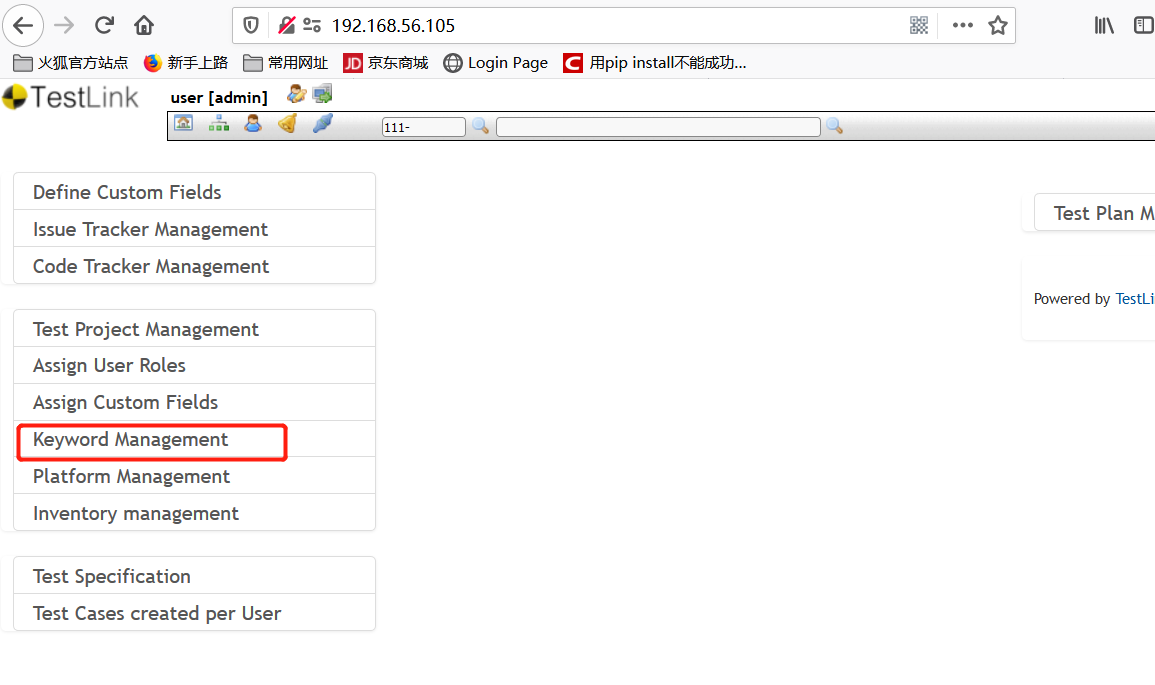 192.168.56.105
火狐官方站点 新手上路 常用网址 JD 京东商城 Login Page C 用pip install不能成功...
TestLink user [admin]
111-
Define Custom Fields
Issue Tracker Management
Code Tracker Management
Test Plan M
Powered by TestLi
Test Project Management
Assign User Roles
Assign Custom Fields
Keyword Management
Platform Management
Inventory management
Test Specification
Test Cases created per User